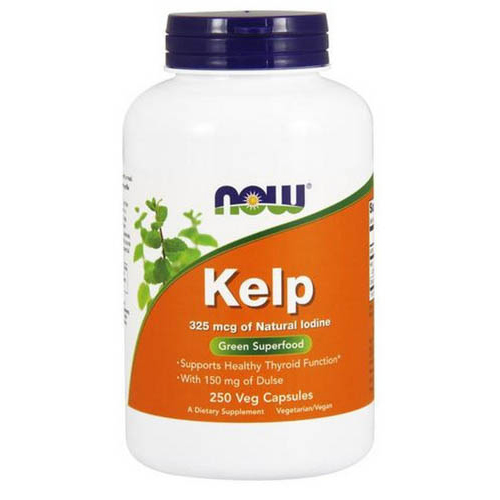 NOW®
Kelp
325 mcg of Natural Iodine
Green Superfood
•Supports Healthy Thyroid Function*
•With 150 mg of Dulse
250 Veg Capsules
A Dietary Supplement Vegetarian/Vegan